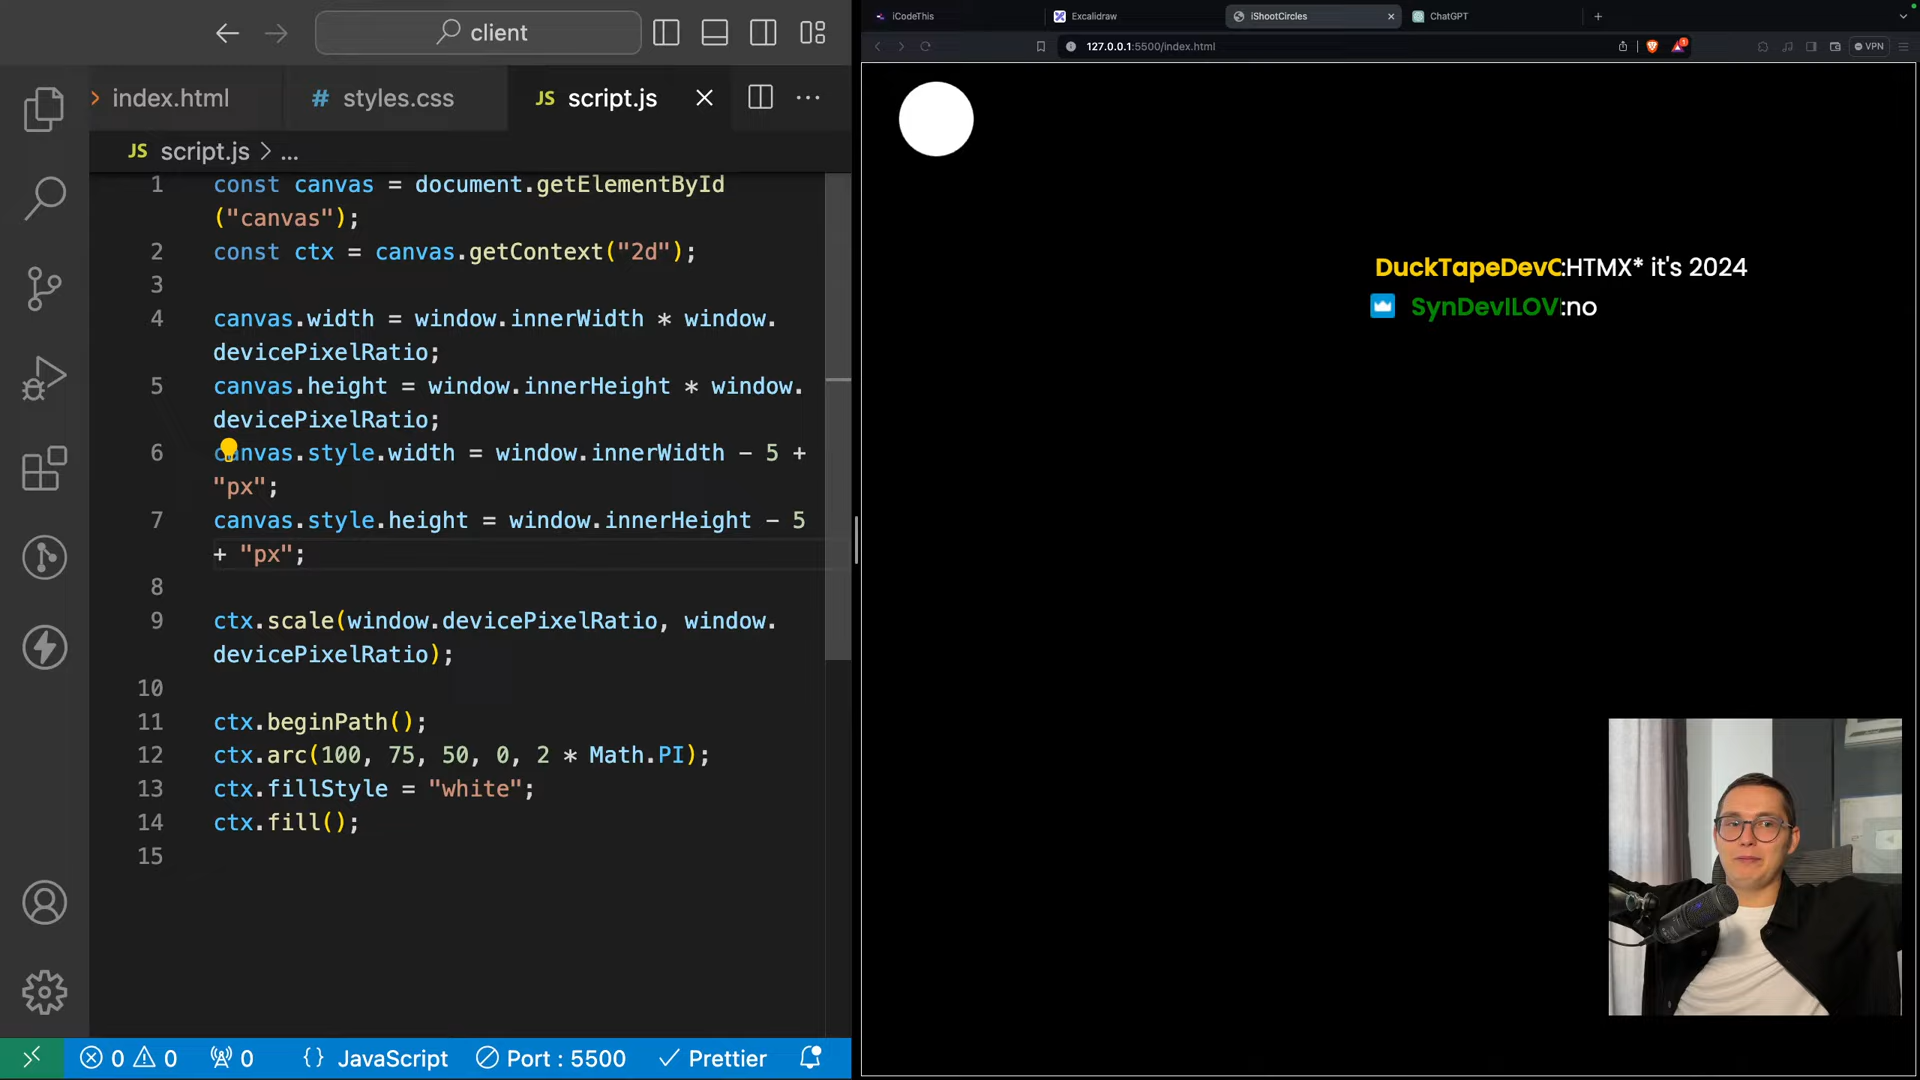 client
index.html
# styles.css
JS script.js
JS script.js > ...
1 const canvas = document.getElementById
("canvas");
2 const ctx = canvas.getContext("2d");
3
4 canvas.width = window.innerWidth * window.
devicePixelRatio;
5 canvas.height = window.innerHeight * window.
devicePixelRatio;
6 canvas.style.width = window.innerWidth - 5 +
"px";
7 canvas.style.height = window.innerHeight - 5
+ "px";
8
9 ctx.scale(window.devicePixelRatio, window.
devicePixelRatio);
10
11 ctx.beginPath();
12 ctx.arc(100, 75, 50, 0, 2 * Math.PI);
13 ctx.fillStyle = "white";
14 ctx.fill();
15
0 0 0 {} JavaScript Port : 5500 Prettier
iCodeThis Excalidraw iShootCircles ChatGPT
127.0.0.1:5500/index.html
1
VPN
DuckTapeDevC:HTMX* it's 2024
SynDevILOV:no